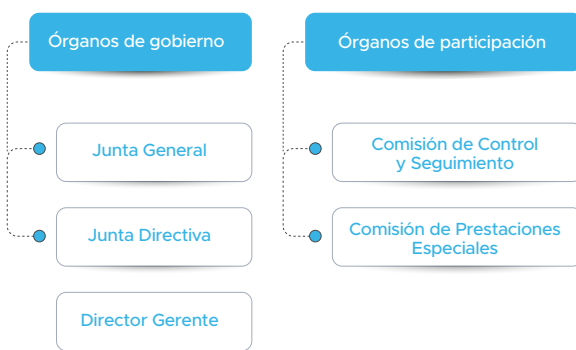 Órganos de gobierno
Junta General
Junta Directiva
Director Gerente
Órganos de participación
Comisión de Control
y Seguimiento
Comisión de Prestaciones
Especiales